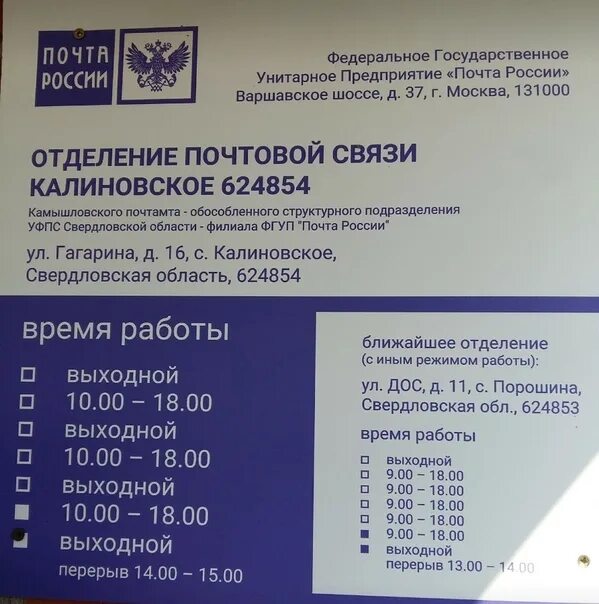 ПОЧТА
РОССИИ
Федеральное Государственное
Унитарное Предприятие «Почта России»
Варшавское шоссе, д. 37, г. Москва, 131000
ОТДЕЛЕНИЕ ПОЧТОВОЙ СВЯЗИ
КАЛИНОВСКОЕ 624854
Камышловского почтамта - обособленного структурного подразделения
УФПС Свердловской области - филиала ФГУП "Почта России"
ул. Гагарина, д. 16, с. Калиновское,
Свердловская область, 624854
время работы
выходной
10.00 – 18.00
выходной
10.00 – 18.00
выходной
10.00 – 18.00
выходной
перерыв 14.00 – 15.00
ближайшее отделение
(с иным режимом работы):
ул. ДОС, д. 11, с. Порошина,
Свердловская обл., 624853
время работы
выходной
9.00 – 18.00
9.00 – 18.00
9.00 – 18.00
9.00 – 18.00
9.00 – 18.00
выходной
перерыв 13.00 – 14.00